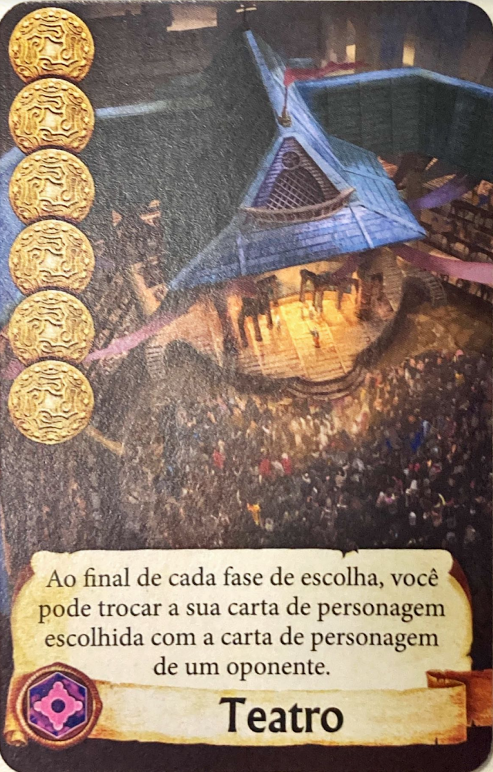 Ao final de cada fase de escolha, você
pode trocar a sua carta de personagem
escolhida com a carta de personagem
de um oponente.
Teatro